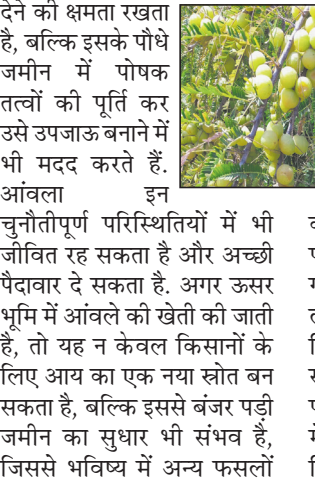 देने की क्षमता रखता
है, बल्कि इसके पौधे
जमीन में पोषक
तत्वों की पूर्ति कर
उसे उपजाऊ बनाने में
भी मदद करते हैं.
आंवला इन
चुनौतीपूर्ण परिस्थितियों में भी
जीवित रह सकता है और अच्छी
पैदावार दे सकता है. अगर ऊसर
भूमि में आंवले की खेती की जाती
है, तो यह न केवल किसानों के
लिए आय का एक नया स्रोत बन
सकता है, बल्कि इससे बंजर पड़ी
जमीन का सुधार भी संभव है,
जिससे भविष्य में अन्य फसलों